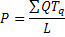 P = ∑QT_q / L